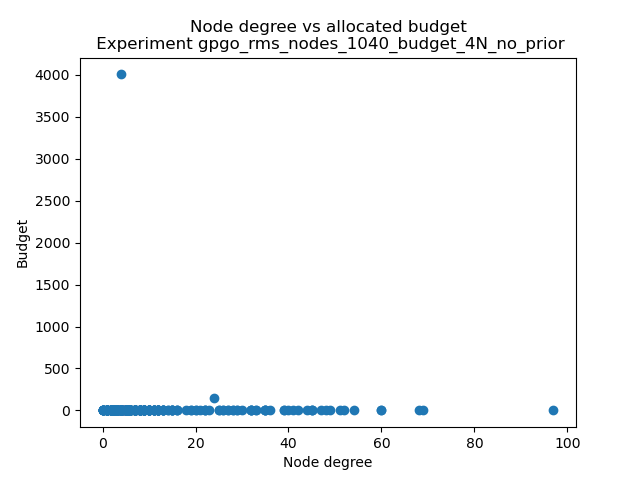 Node degree vs allocated budget
Experiment gpgo_rms_nodes_1040_budget_4N_no_prior
4000
3500
3000
2500
2000
1500
1000
500
0
Budget
0 20 40 60 80 100
Node degree